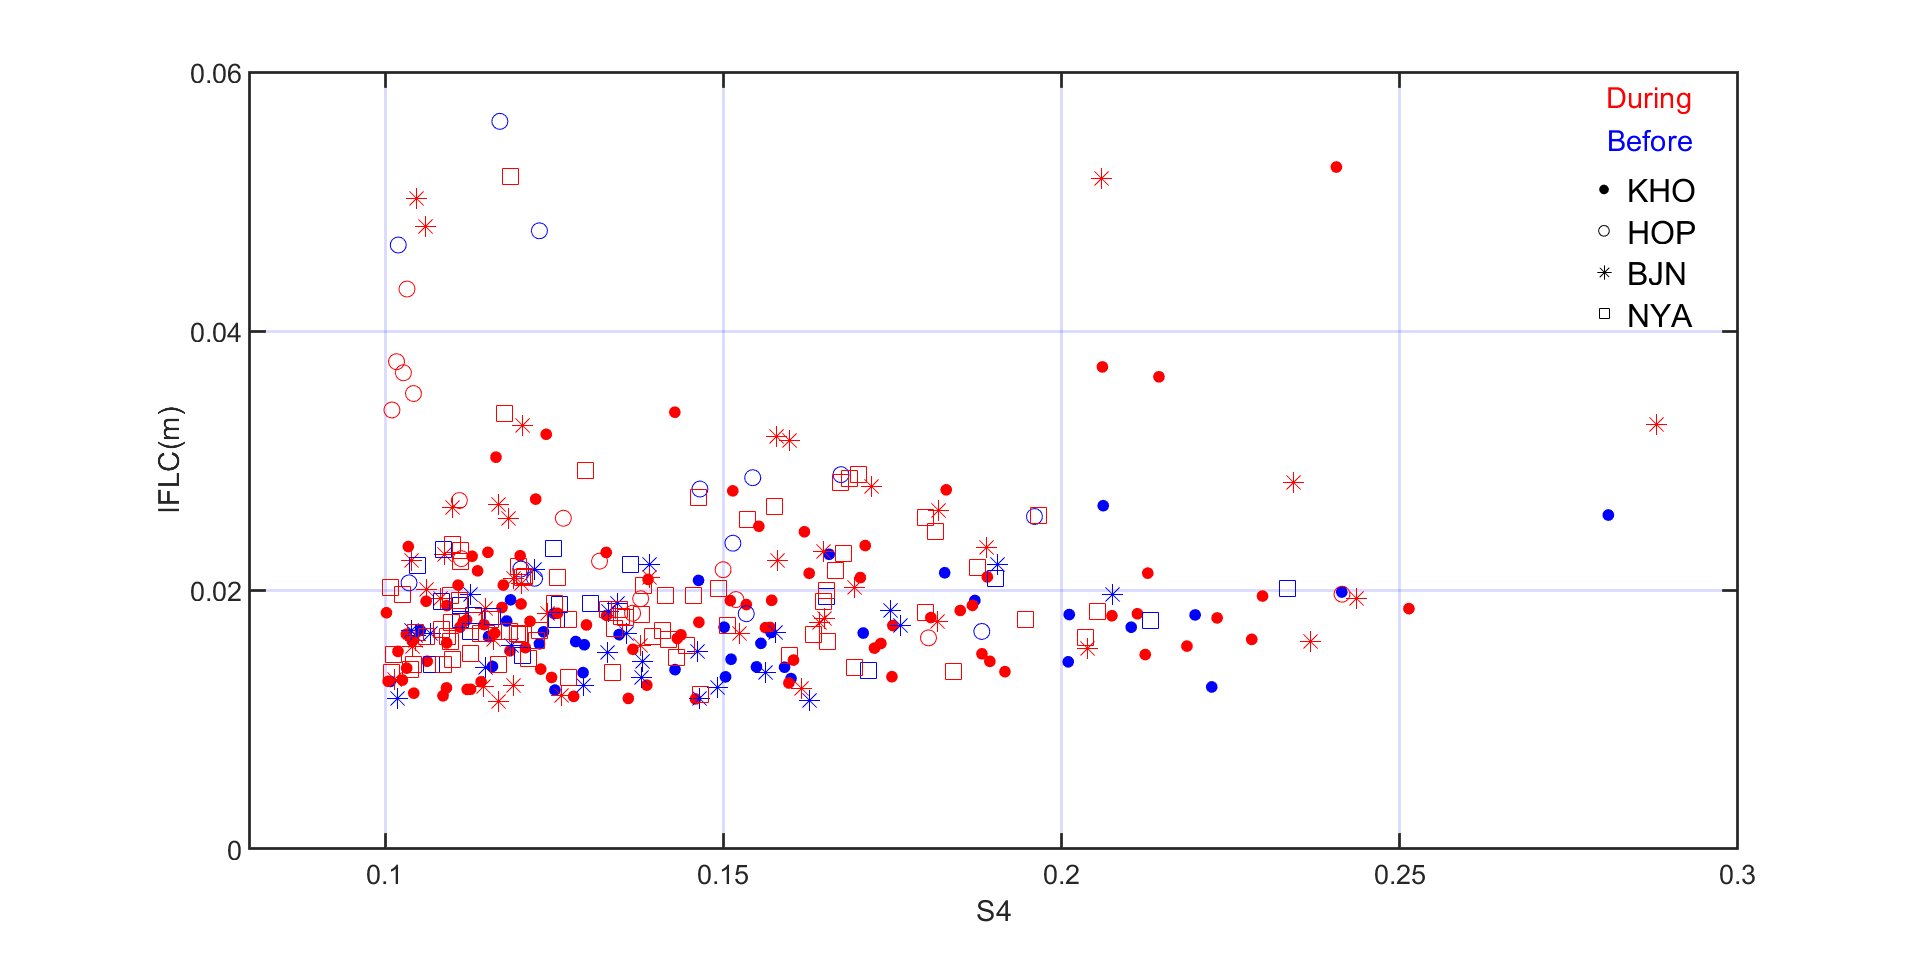 0.06
During
Before
KHO
HOP
BJN
NYA
0.04
IFLC(m)
0.02
0
0.1
0.15
0.2
0.25
0.3
S4